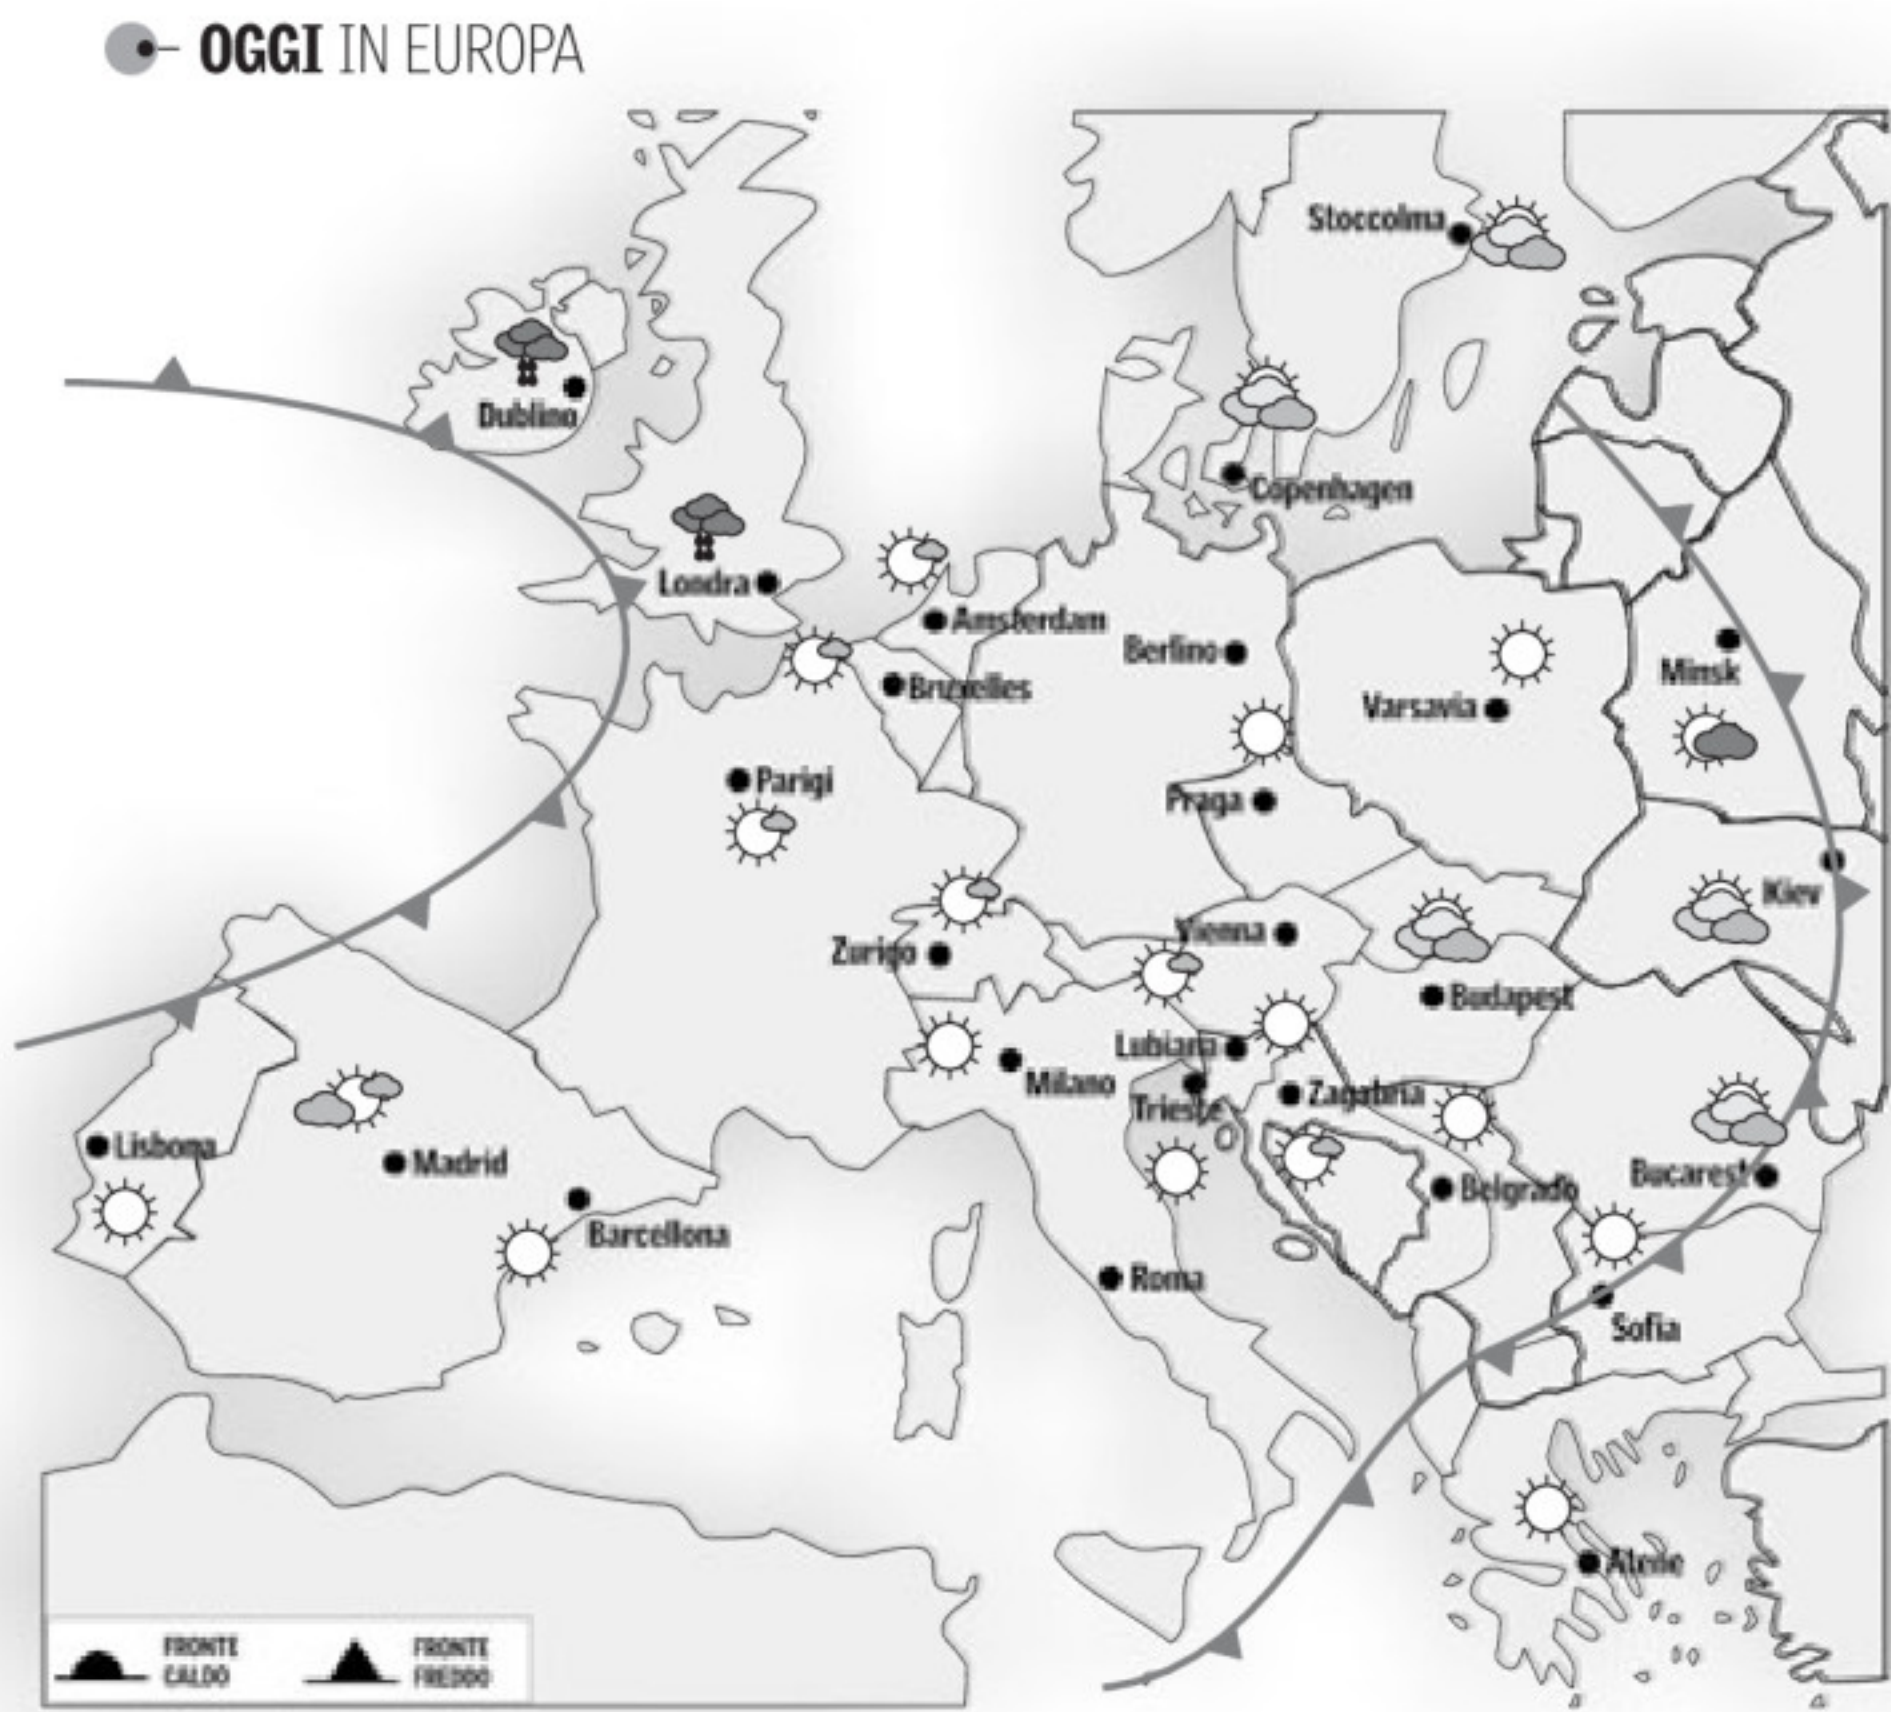 OGGI IN EUROPA
Stoccolma
Dublino
Copenhagen
Londra
Amsterdam
Berlino
Minsk
Bruxelles
Varsavia
Parigi
Praga
Kiev
Vienna
Zurigo
Budapest
Lubiana
Milano
Zagabria
Trieste
Lisbona
Madrid
Belgrado
Bucarest
Barcellona
Roma
Sofia
Atene
FRONTE
CALDO
FRONTE
FREDDO